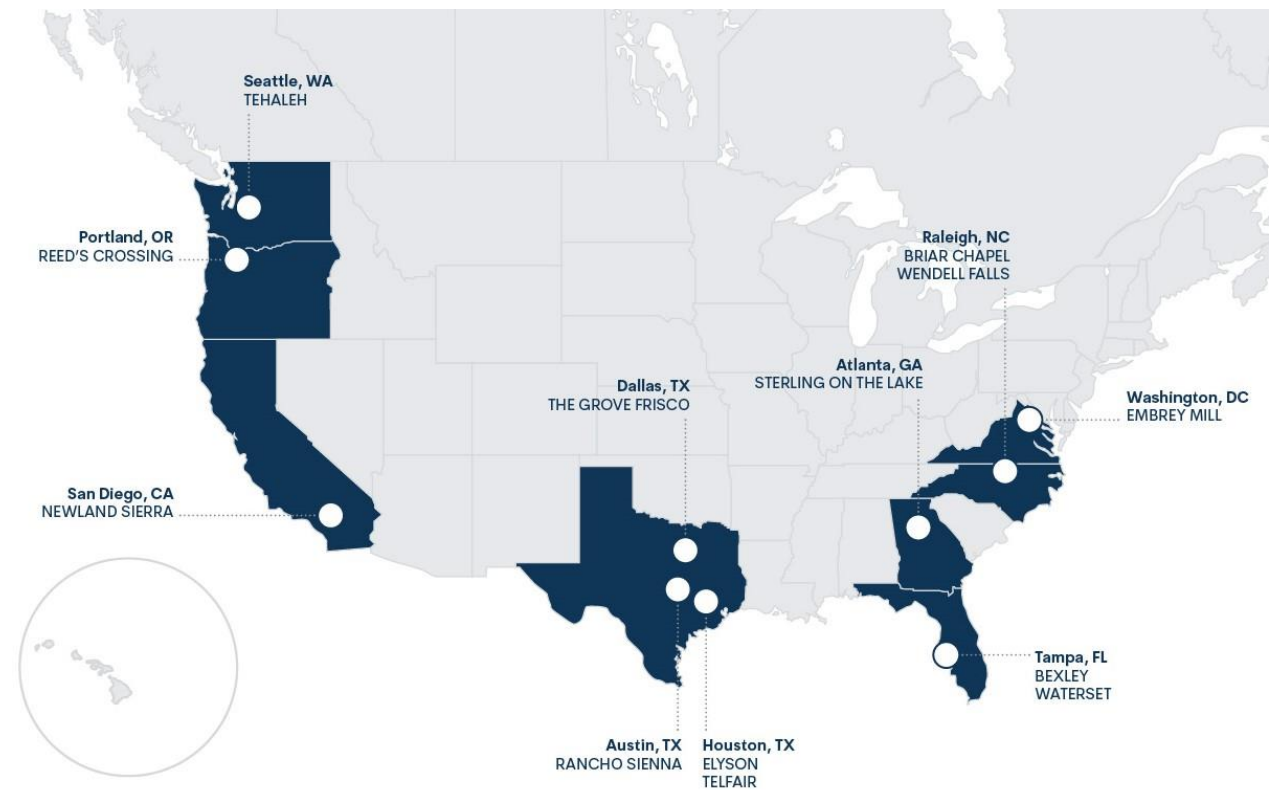 Seattle, WA
TEHALEH
Portland, OR
REED'S CROSSING
Raleigh, NC
BRIAR CHAPEL
WENDELL FALLS
Atlanta, GA
STERLING ON THE LAKE
Dallas, TX
THE GROVE FRISCO
Washington, DC
EMBREY MILL
San Diego, CA
NEWLAND SIERRA
Tampa, FL
BEXLEY
WATERSET
Austin, TX
RANCHO SIENNA
Houston, TX
ELYSON
TELFAIR